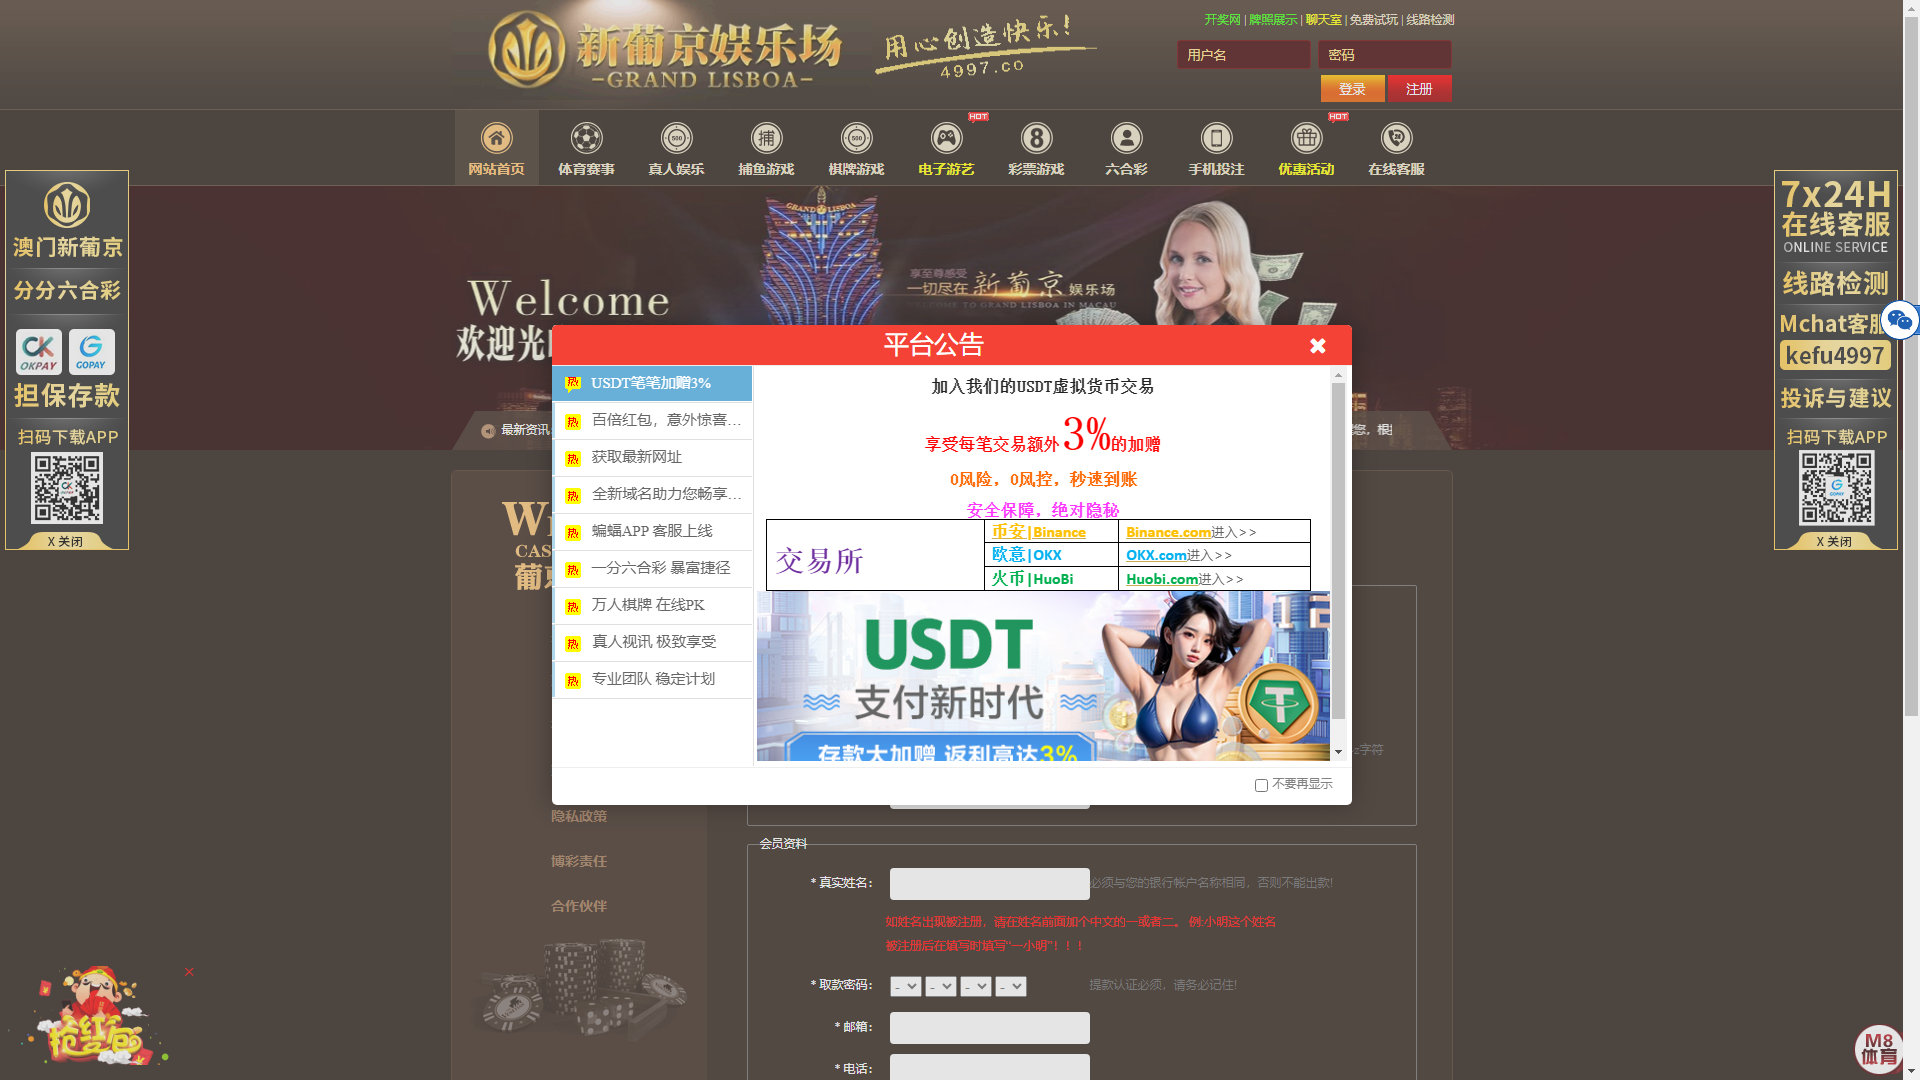 新葡京娱乐场
GRAND LISBOA
用心创造快乐!
4997.co
开奖网 | 牌照展示 | 聊天室 | 免费试玩 | 线路检测
用户名
密码
登录
注册
网站首页
体育赛事
真人娱乐
捕鱼游戏
棋牌游戏
HOT
电子游艺
彩票游戏
六合彩
手机投注
HOT
优惠活动
在线客服
澳门新葡京
分分六合彩
OKPAY
GOPAY
担保存款
扫码下载APP
X 关闭
7x24H
在线客服
ONLINE SERVICE
线路检测
Mchat客服
kefu4997
投诉与建议
扫码下载APP
X 关闭
GRAND LISBOA
Welcome
欢迎光
享至尊感受
一切尽在 新葡京 娱乐场
WELCOME TO GRAND LISBOA IN MACAU
最新资讯
平台公告
热 USDT笔笔加赠3%
热 百倍红包，意外惊喜...
热 获取最新网址
热 全新域名助力您畅享...
热 蝙蝠APP 客服上线
热 一分六合彩 暴富捷径
热 万人棋牌 在线PK
热 真人视讯 极致享受
热 专业团队 稳定计划
加入我们的USDT虚拟货币交易
享受每笔交易额外3%的加赠
0风险，0风控，秒速到账
安全保障，绝对隐秘
交易所
币安|Binance
Binance.com进入>>
欧意|OKX
OKX.com进入>>
火币|HuoBi
Huobi.com进入>>
USDT
支付新时代
存款大加赠 返利高达3%
不要再显示
z字符
隐私政策
博彩责任
合作伙伴
会员资料
* 真实姓名：
必须与您的银行帐户名称相同，否则不能出款!
如姓名出现被注册，请在姓名前面加个中文的一或者二。 例:小明这个姓名
被注册后在填写时填写“一小明”！！！
* 取款密码：
- - - -
提款认证必须，请务必记住!
* 邮箱：
* 电话：
抢红包
M8
体育